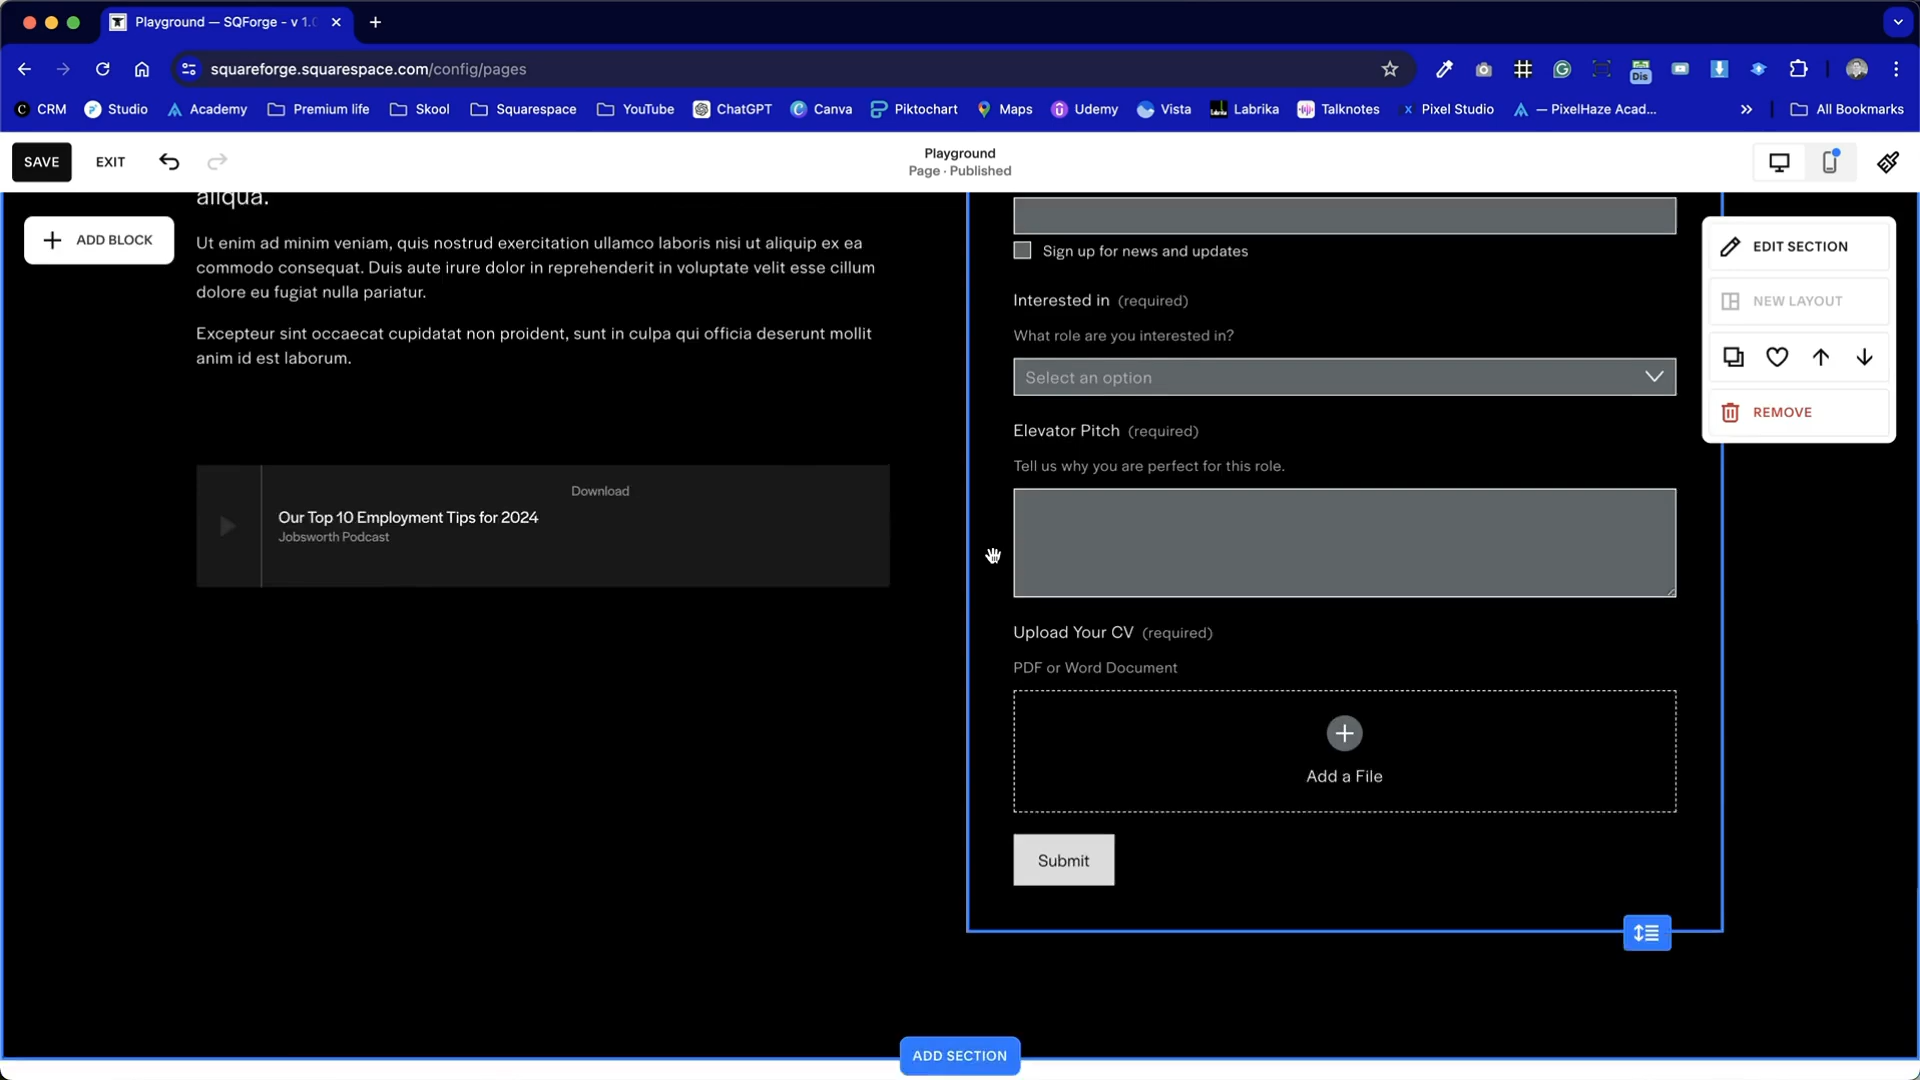 Playground — SQForge - v 1.0
squareforge.squarespace.com/config/pages
Dis
CRM
Studio
Academy
Premium life
Skool
Squarespace
YouTube
ChatGPT
Canva
Piktochart
Maps
Udemy
Vista
Labrika
Talknotes
Pixel Studio
— PixelHaze Acad...
All Bookmarks
SAVE
EXIT
Playground
Page · Published
aliqua.
ADD BLOCK
Ut enim ad minim veniam, quis nostrud exercitation ullamco laboris nisi ut aliquip ex ea
commodo consequat. Duis aute irure dolor in reprehenderit in voluptate velit esse cillum
dolore eu fugiat nulla pariatur.
Excepteur sint occaecat cupidatat non proident, sunt in culpa qui officia deserunt mollit
anim id est laborum.
Download
Our Top 10 Employment Tips for 2024
Jobsworth Podcast
Sign up for news and updates
Interested in (required)
What role are you interested in?
Select an option
Elevator Pitch (required)
Tell us why you are perfect for this role.
Upload Your CV (required)
PDF or Word Document
Add a File
Submit
EDIT SECTION
NEW LAYOUT
REMOVE
ADD SECTION